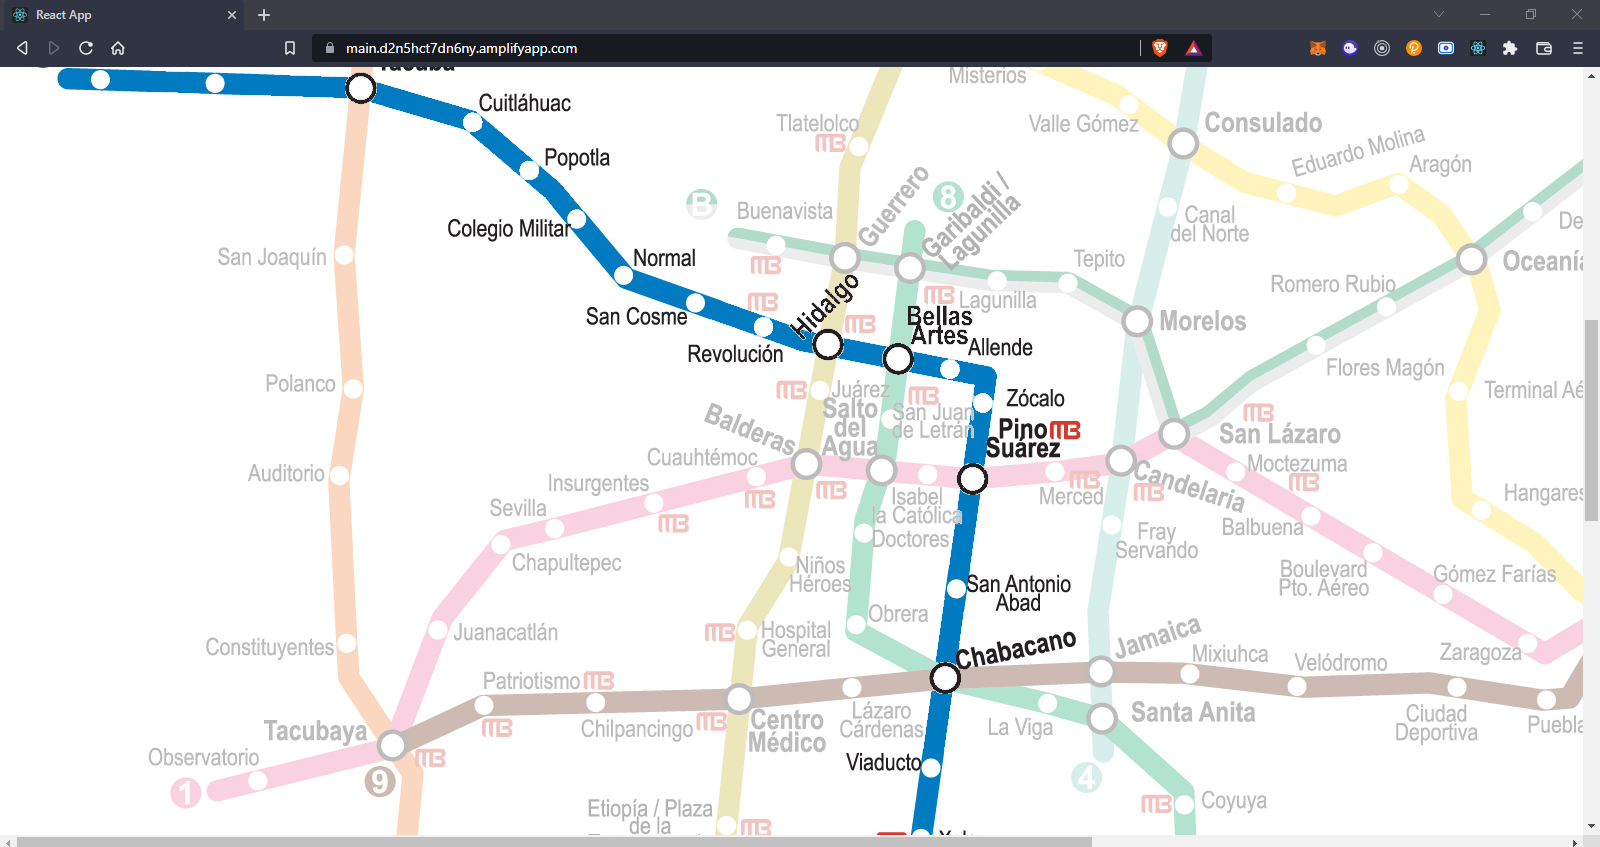 React App
main.d2n5hct7dn6ny.amplifyapp.com
Tacuba
Misterios
Cuitláhuac
Tlatelolco
Valle Gómez
Consulado
Eduardo Molina
Aragón
Popotla
B
Buenavista
Guerrero
8
Garibaldi /
Lagunilla
Colegio Militar
Canal
del Norte
San Joaquín
Normal
Tepito
Oceanía
Romero Rubio
Lagunilla
Hidalgo
San Cosme
Bellas
Artes
Morelos
Revolución
Allende
Flores Magón
Polanco
Juárez
Zócalo
Terminal Aé
Balderas
Salto
del
Agua
San Juan
de Letrán
Pino
Suárez
San Lázaro
Cuauhtémoc
Moctezuma
Auditorio
Insurgentes
Isabel
la Católica
Merced
Candelaria
Hangares
Sevilla
Balbuena
Doctores
Fray
Servando
Chapultepec
Niños
Héroes
Boulevard
Pto. Aéreo
Gómez Farías
San Antonio
Abad
Obrera
Constituyentes
Juanacatlán
Hospital
General
Chabacano
Jamaica
Mixiuhca
Velódromo
Zaragoza
Patriotismo
Tacubaya
Chilpancingo
Centro
Médico
Lázaro
Cárdenas
La Viga
Santa Anita
Ciudad
Deportiva
Puebla
Observatorio
Viaducto
1
9
4
Etiopía / Plaza
de la
Coyuya